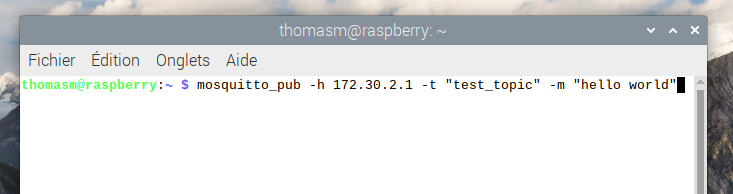 thomasm@raspberry: ~
Fichier Édition Onglets Aide
thomasm@raspberry:~ $ mosquitto_pub -h 172.30.2.1 -t "test_topic" -m "hello world"